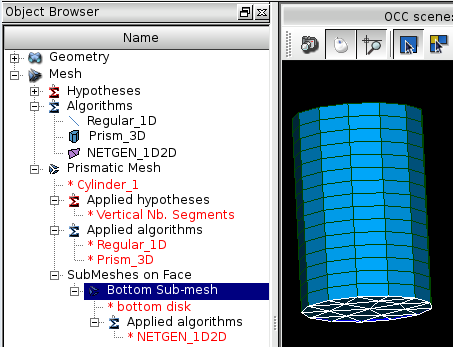 Object Browser
OCC scene:
Name
Geometry
Mesh
Hypotheses
Algorithms
Regular_1D
Prism_3D
NETGEN_1D2D
Prismatic Mesh
* Cylinder_1
Applied hypotheses
* Vertical Nb. Segments
Applied algorithms
* Regular_1D
* Prism_3D
SubMeshes on Face
Bottom Sub-mesh
* bottom disk
Applied algorithms
* NETGEN_1D2D